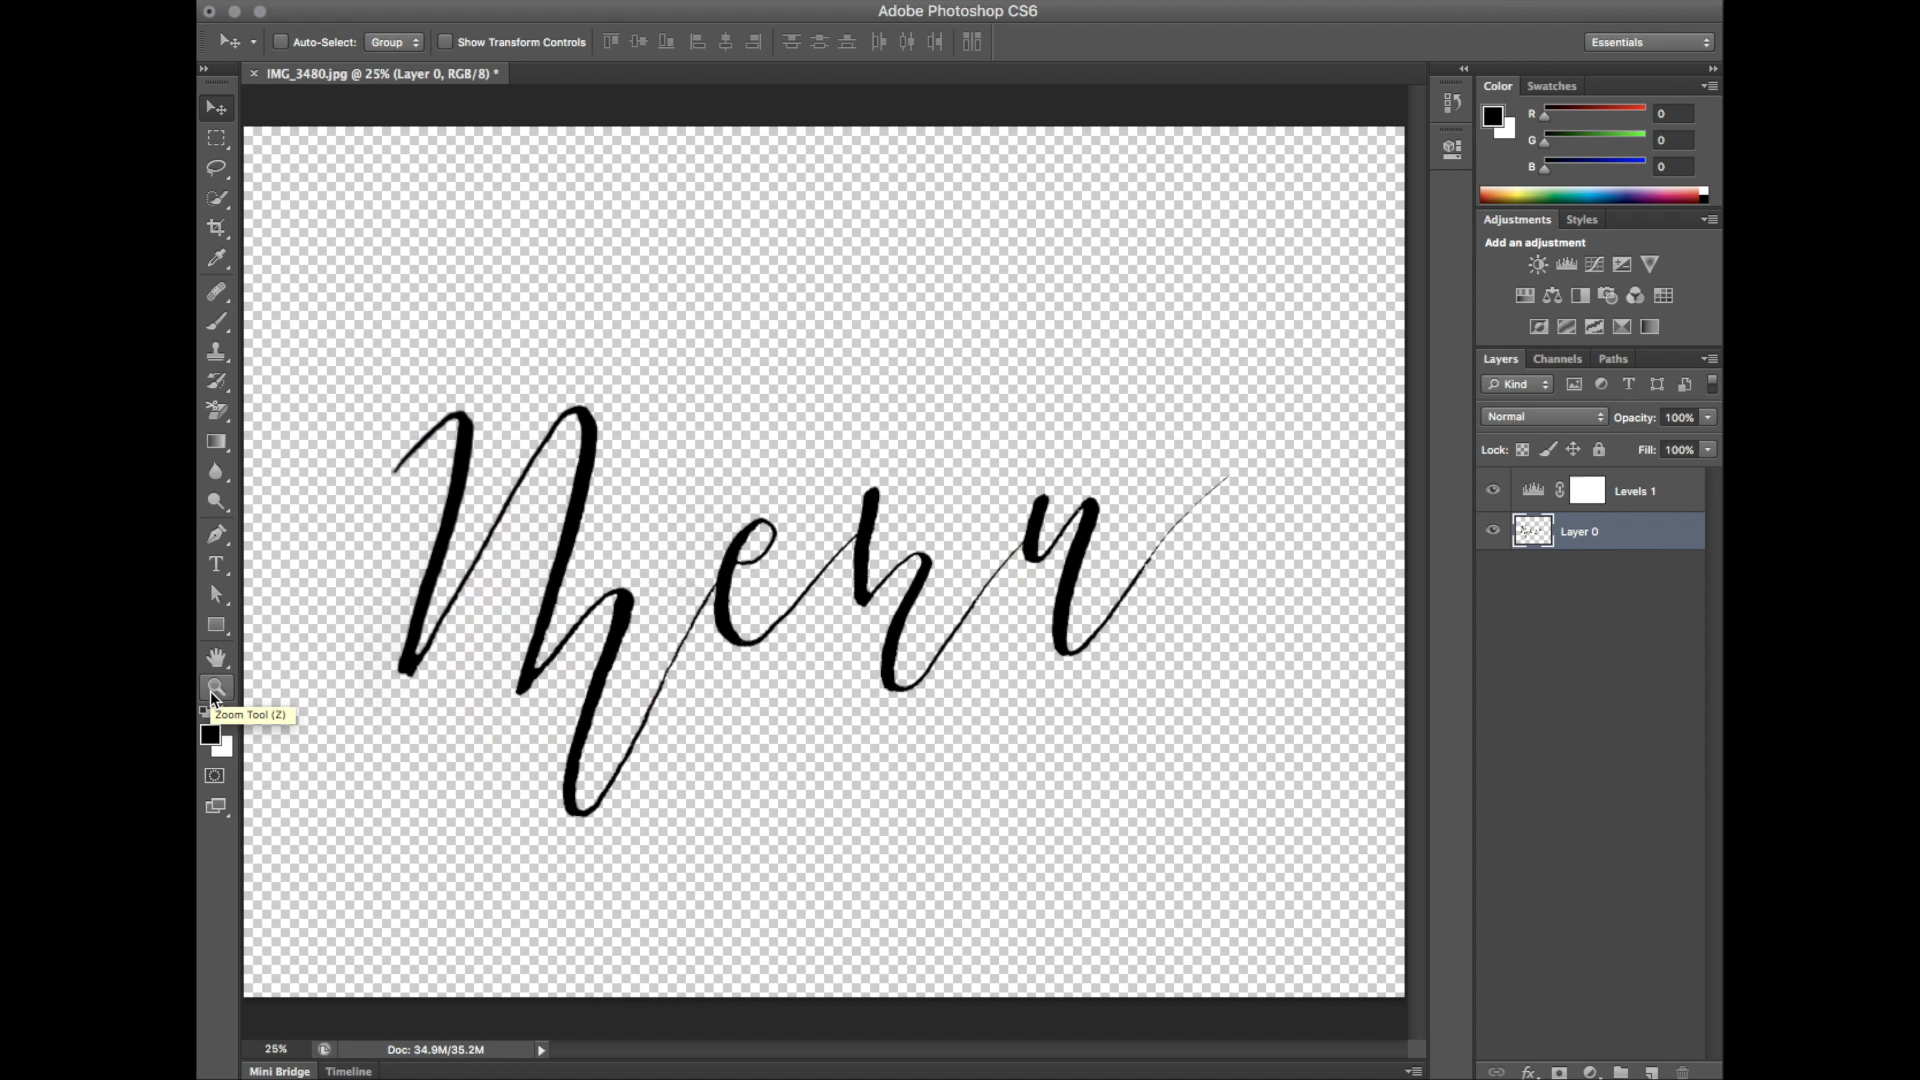 Adobe Photoshop CS6
Auto-Select: Group Show Transform Controls Essentials
× IMG_3480.jpg @ 25% (Layer 0, RGB/8) *
Color Swatches
R 0
G 0
B 0
Adjustments Styles
Add an adjustment
Layers Channels Paths
Kind
Normal Opacity: 100%
Lock: Fill: 100%
Levels 1
Layer 0
Zoom Tool (Z)
25% Doc: 34.9M/35.2M
Mini Bridge Timeline